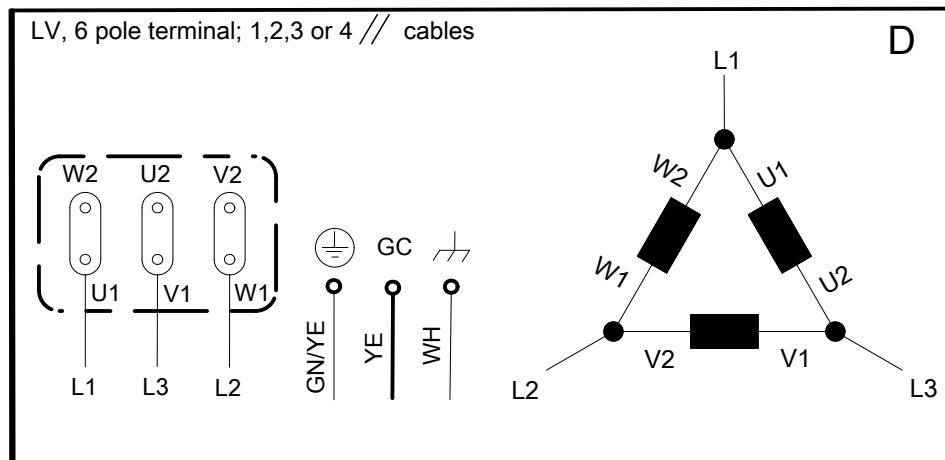 LV, 6 pole terminal; 1,2,3 or 4 // cables
D
L1
W2 U2 V2
U1 V1 W1
L1 L3 L2
GC
GN/YE YE WH
W2 U1
W1 U2
V2 V1
L2 L3